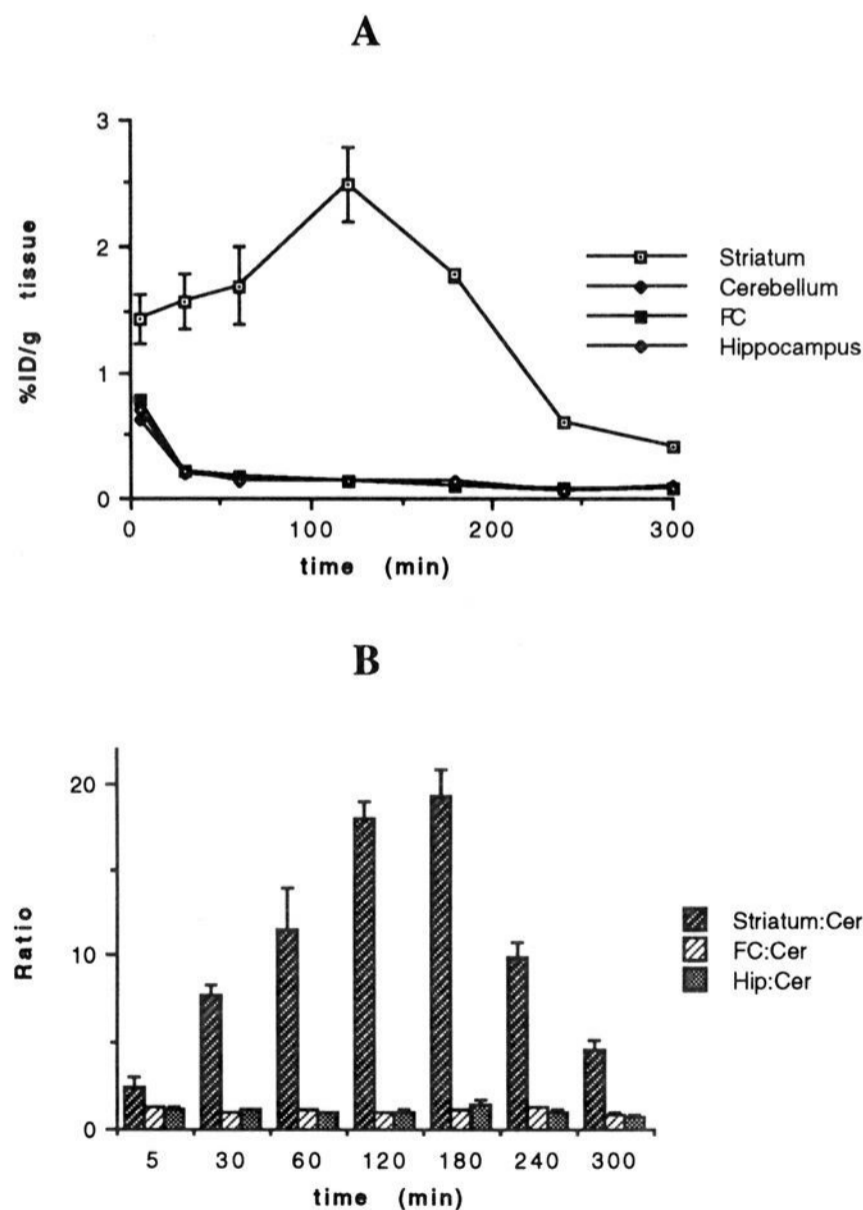 A
3
2
1
0
%ID/g tissue
0
100
200
300
time (min)
Striatum
Cerebellum
FC
Hippocampus
B
20
10
0
Ratio
5
30
60
120
180
240
300
time (min)
Striatum:Cer
FC:Cer
Hip:Cer